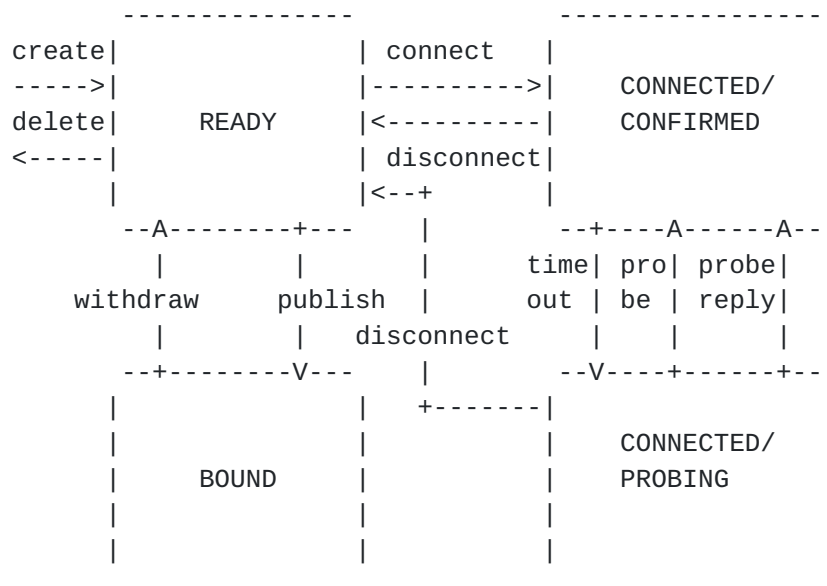 create connect
CONNECTED/
delete READY CONFIRMED
disconnect
time pro probe
withdraw publish out be reply
disconnect
CONNECTED/
BOUND PROBING